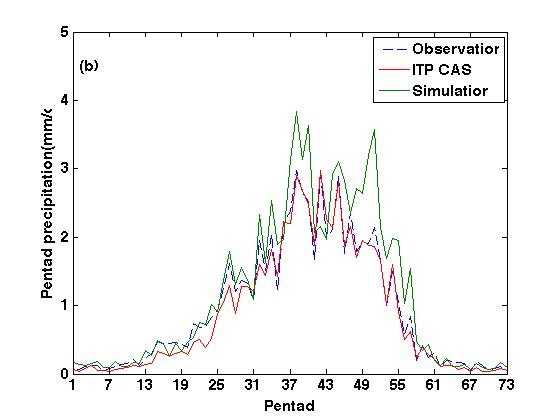 (b)
Observatior
ITP CAS
Simulatior
Pentad precipitation(mm/
5
4
3
2
1
0
1 7 13 19 25 31 37 43 49 55 61 67 73
Pentad